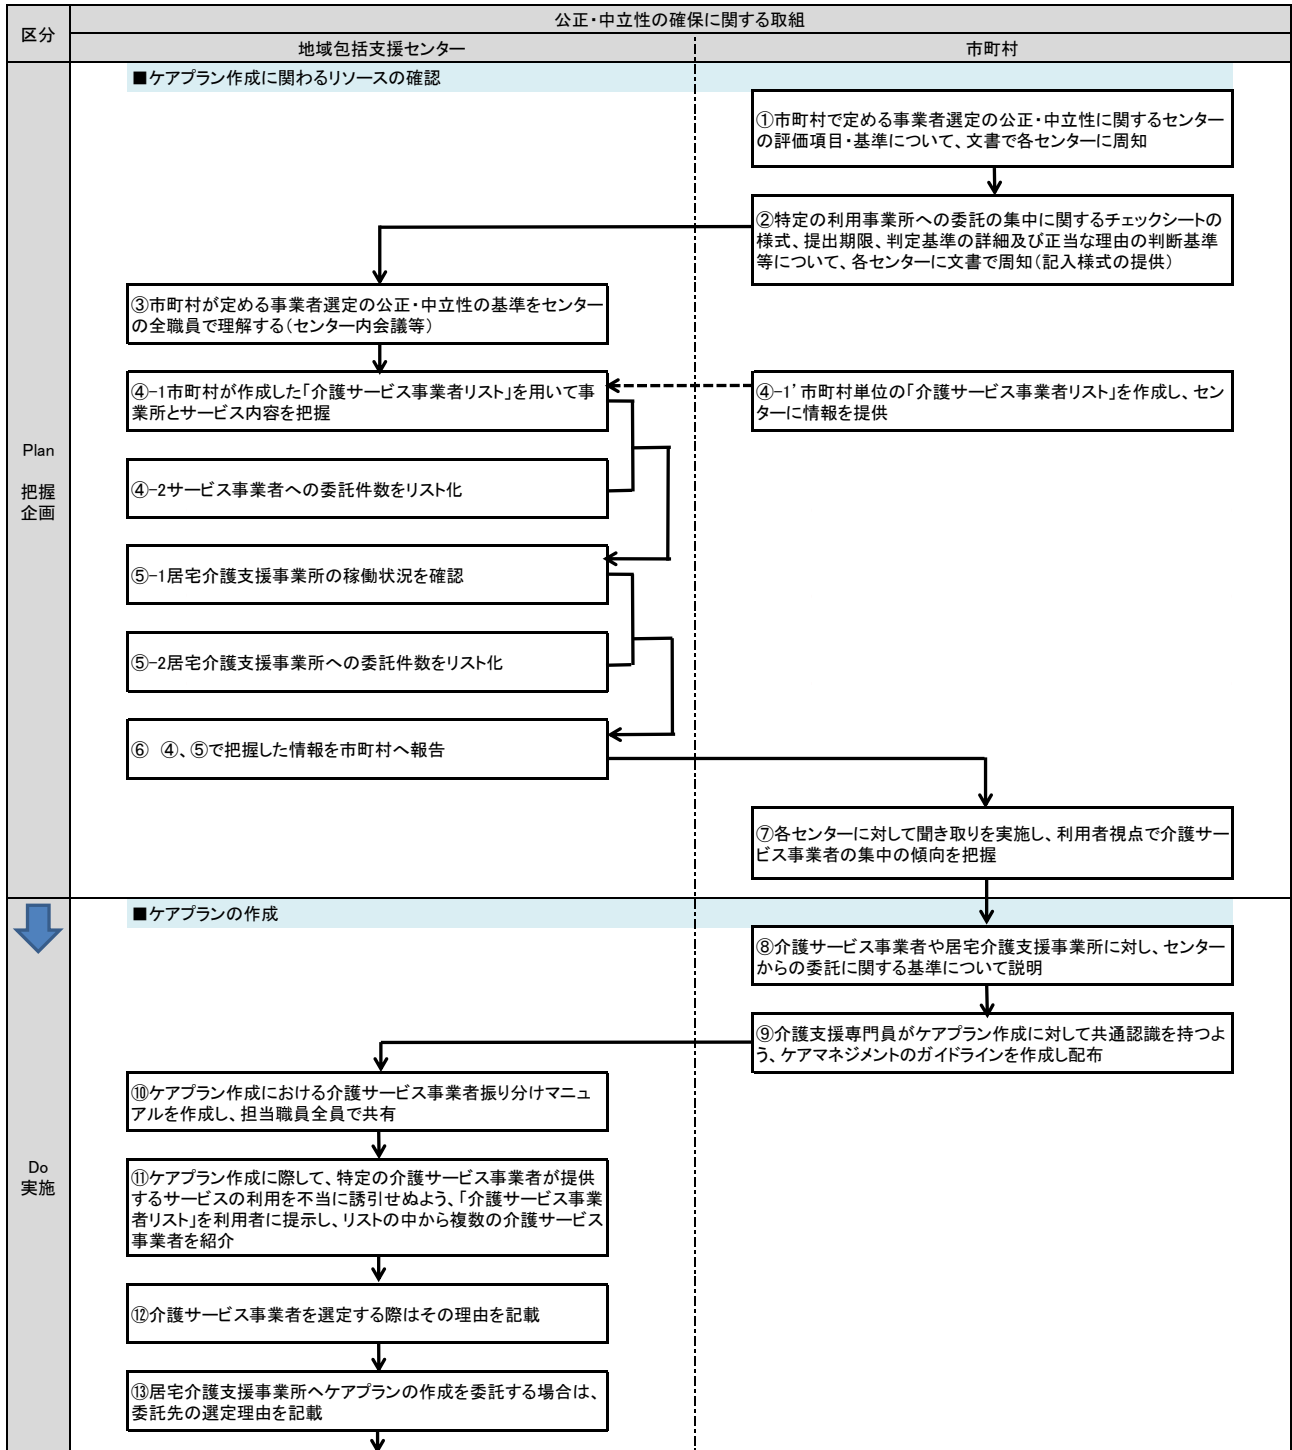 区分
公正・中立性の確保に関する取組
地域包括支援センター
市町村
Plan
把握
企画
■ケアプラン作成に関わるリソースの確認
①市町村で定める事業者選定の公正・中立性に関するセンター
の評価項目・基準について、文書で各センターに周知
②特定の利用事業所への委託の集中に関するチェックシートの
様式、提出期限、判定基準の詳細及び正当な理由の判断基準
等について、各センターに文書で周知（記入様式の提供）
③市町村が定める事業者選定の公正・中立性の基準をセンター
の全職員で理解する（センター内会議等）
④-1市町村が作成した「介護サービス事業者リスト」を用いて事
業所とサービス内容を把握
④-1’市町村単位の「介護サービス事業者リスト」を作成し、セン
ターに情報を提供
④-2サービス事業者への委託件数をリスト化
⑤-1居宅介護支援事業所の稼働状況を確認
⑤-2居宅介護支援事業所への委託件数をリスト化
⑥　④、⑤で把握した情報を市町村へ報告
⑦各センターに対して聞き取りを実施し、利用者視点で介護サー
ビス事業者の集中の傾向を把握
Do
実施
■ケアプランの作成
⑧介護サービス事業者や居宅介護支援事業所に対し、センター
からの委託に関する基準について説明
⑨介護支援専門員がケアプラン作成に対して共通認識を持つよ
う、ケアマネジメントのガイドラインを作成し配布
⑩ケアプラン作成における介護サービス事業者振り分けマニュ
アルを作成し、担当職員全員で共有
⑪ケアプラン作成に際して、特定の介護サービス事業者が提供
するサービスの利用を不当に誘引せぬよう、「介護サービス事業
者リスト」を利用者に提示し、リストの中から複数の介護サービス
事業者を紹介
⑫介護サービス事業者を選定する際はその理由を記載
⑬居宅介護支援事業所へケアプランの作成を委託する場合は、
委託先の選定理由を記載